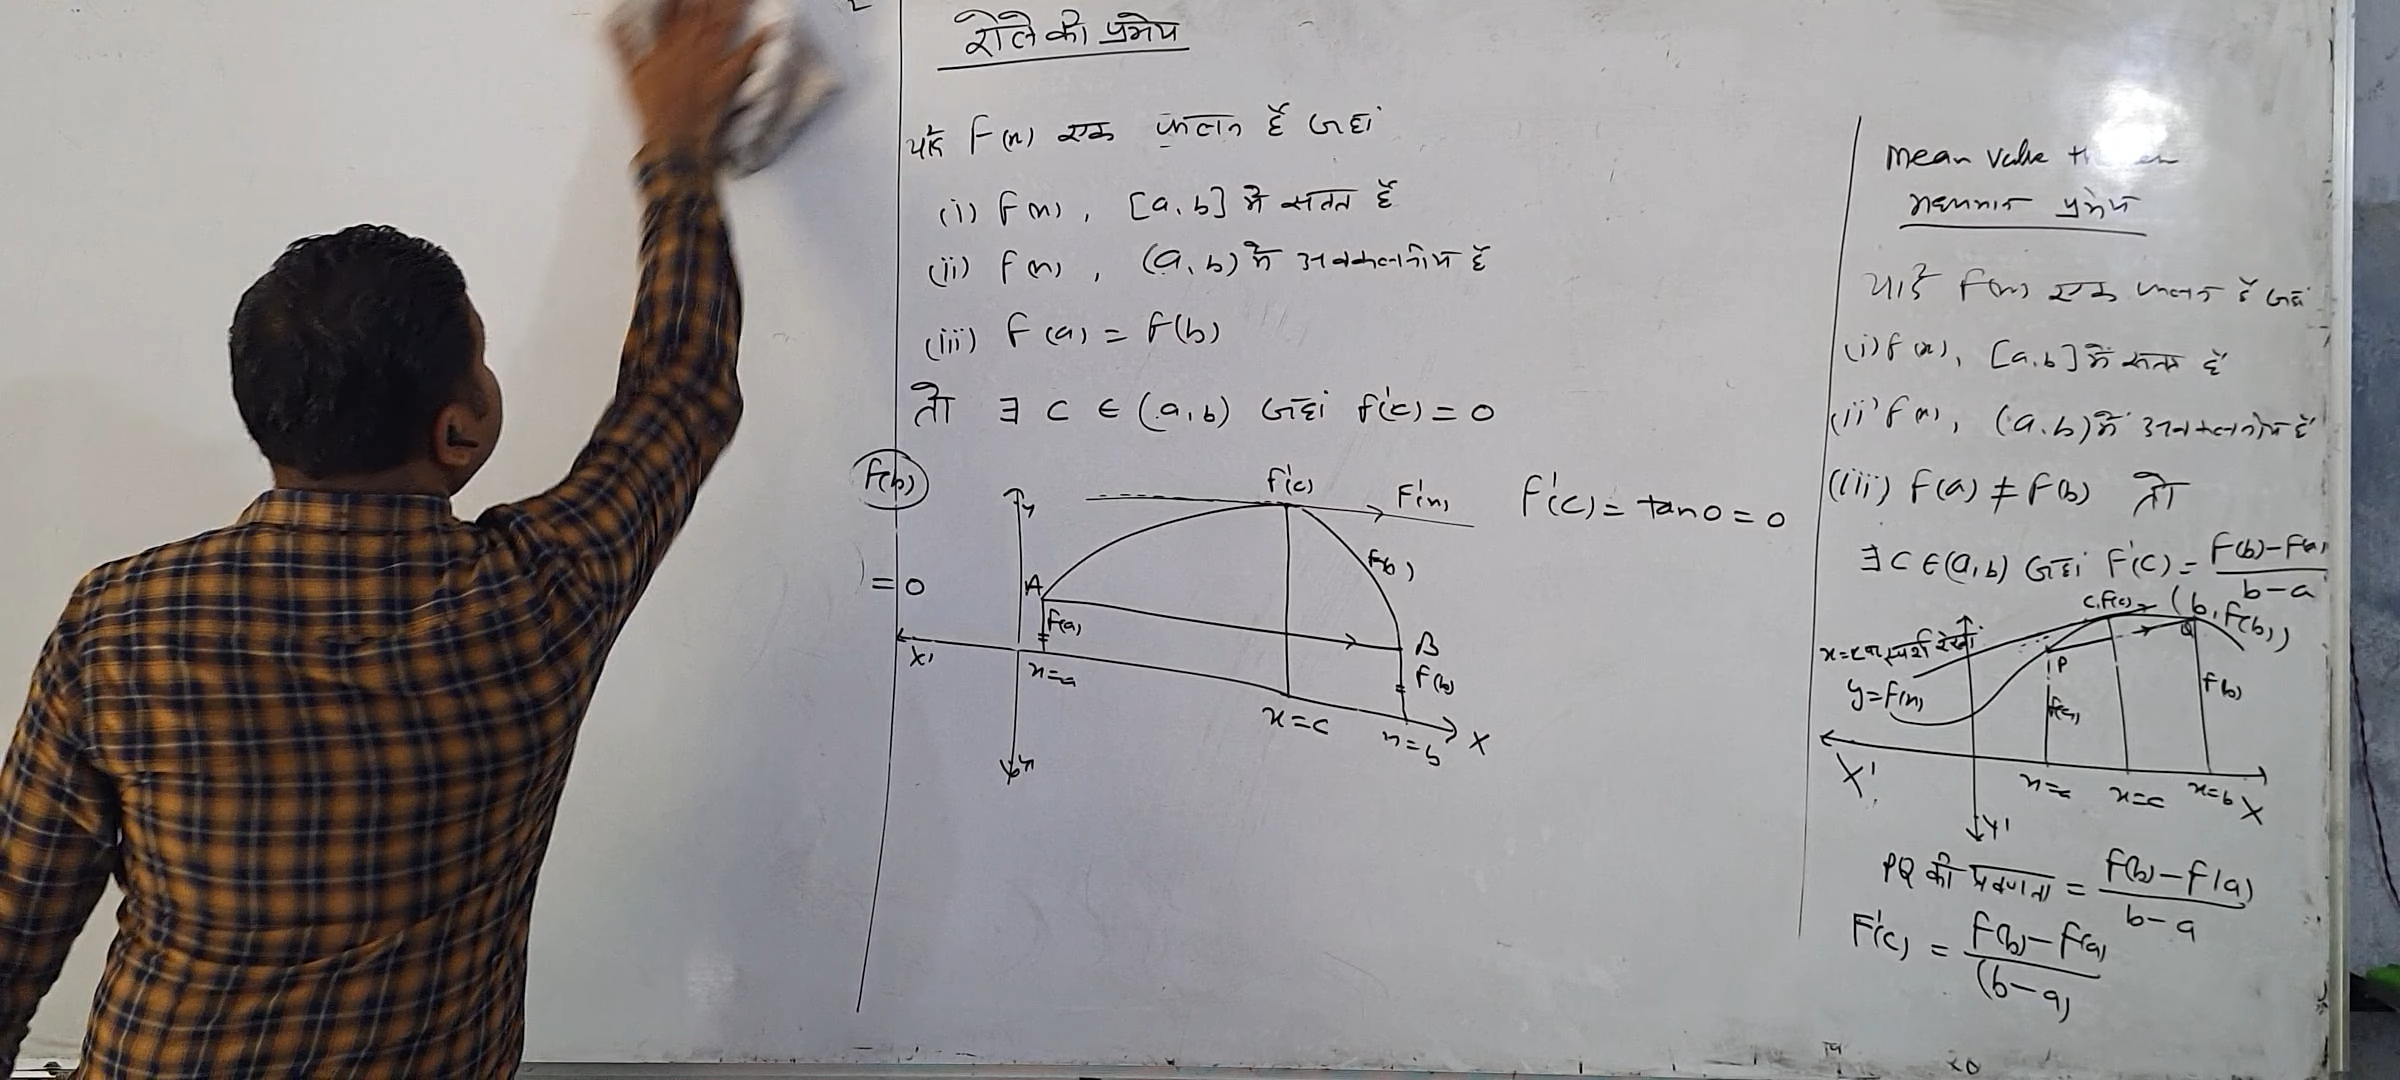 रोले की प्रमेय
यदि F(x) एक फलन है जहां
(i) F(x), [a, b] में सतत है
(ii) F(x), (a, b) में अवकलनीय है
(iii) F(a) = F(b)
तो ∃ C ∈ (a, b) जहां f'(c) = 0
F(b)
= 0
y
f'(c)
F'(x)
F'(c) = tan0 = 0
A
F(a)
F(b)
B
F(b)
X'
x=a
x=c
x=b
X
y'
Mean Value
मध्यमान प्रमेय
यदि F(x) एक फलन है जहां
(i) f(x), [a, b] में सतत है
(ii) f(x), (a, b) में अवकलनीय है
(iii) F(a) ≠ F(b) तो
∃ C ∈ (a, b) जहां F'(C) = F(b)-F(a) / b-a
C, F(c)
(b, F(b))
x=c पर स्पर्श रेखा
y=F(x)
P
Q
F(a)
F(b)
X'
x=a
x=c
x=b
X
Y'
PQ की प्रवणता = F(b)-F(a) / b-a
F'(c) = F(b)-F(a) / (b-a)